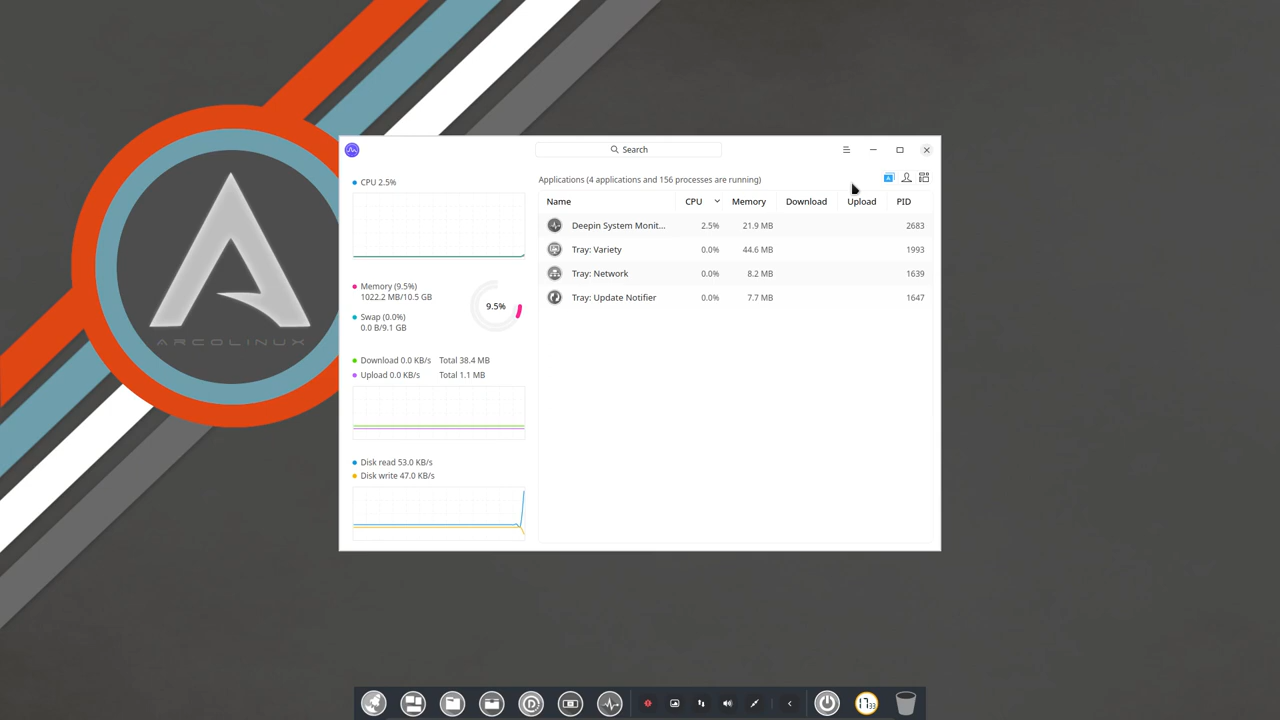 ARCOLINUX
Search
CPU 2.5%
Memory (9.5%)
1022.2 MB/10.5 GB
9.5%
Swap (0.0%)
0.0 B/9.1 GB
Download 0.0 KB/s Total 38.4 MB
Upload 0.0 KB/s Total 1.1 MB
Disk read 53.0 KB/s
Disk write 47.0 KB/s
Applications (4 applications and 156 processes are running)
Name CPU Memory Download Upload PID
Deepin System Monit... 2.5% 21.9 MB 2683
Tray: Variety 0.0% 44.6 MB 1993
Tray: Network 0.0% 8.2 MB 1639
Tray: Update Notifier 0.0% 7.7 MB 1647
17 33